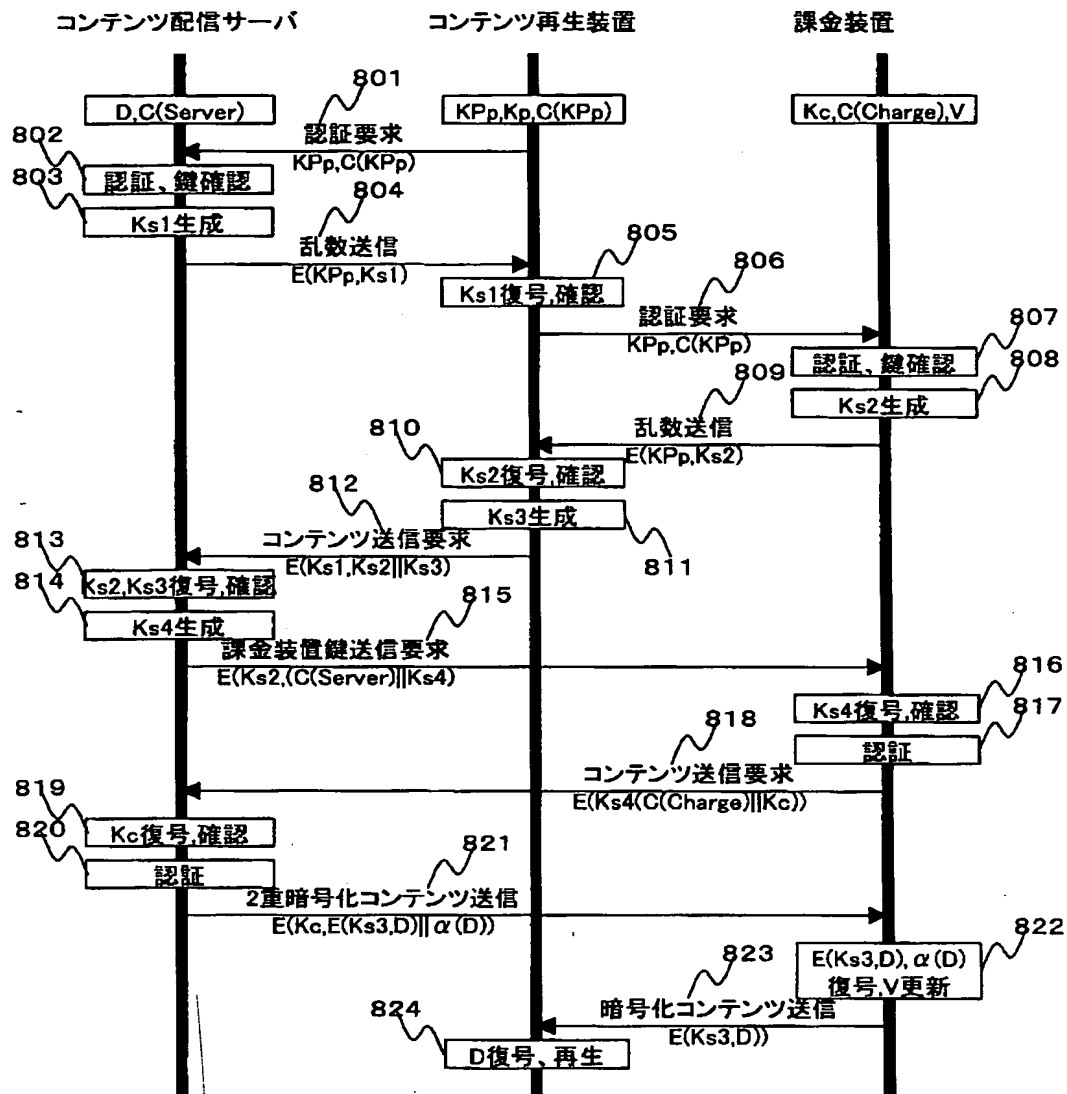 コンテンツ配信サーバ コンテンツ再生装置 課金装置
D,C(Server) KPp,Kp,C(KPp) Kc,C(Charge),V
801
認証要求
KPp,C(KPp)
802
認証、鍵確認
803
Ks1生成
804
乱数送信
E(KPp,Ks1)
805
Ks1復号,確認
806
認証要求
KPp,C(KPp)
807
認証、鍵確認
808
Ks2生成
809
乱数送信
E(KPp,Ks2)
810
Ks2復号,確認
Ks3生成
811
812
コンテンツ送信要求
E(Ks1,Ks2||Ks3)
813
Ks2,Ks3復号,確認
814
Ks4生成
815
課金装置鍵送信要求
E(Ks2,(C(Server)||Ks4)
816
Ks4復号,確認
817
認証
818
コンテンツ送信要求
E(Ks4(C(Charge)||Kc))
819
Kc復号,確認
820
認証
821
2重暗号化コンテンツ送信
E(Kc,E(Ks3,D)||α(D))
822
E(Ks3,D),α(D)
復号,V更新
823
暗号化コンテンツ送信
E(Ks3,D))
824
D復号、再生